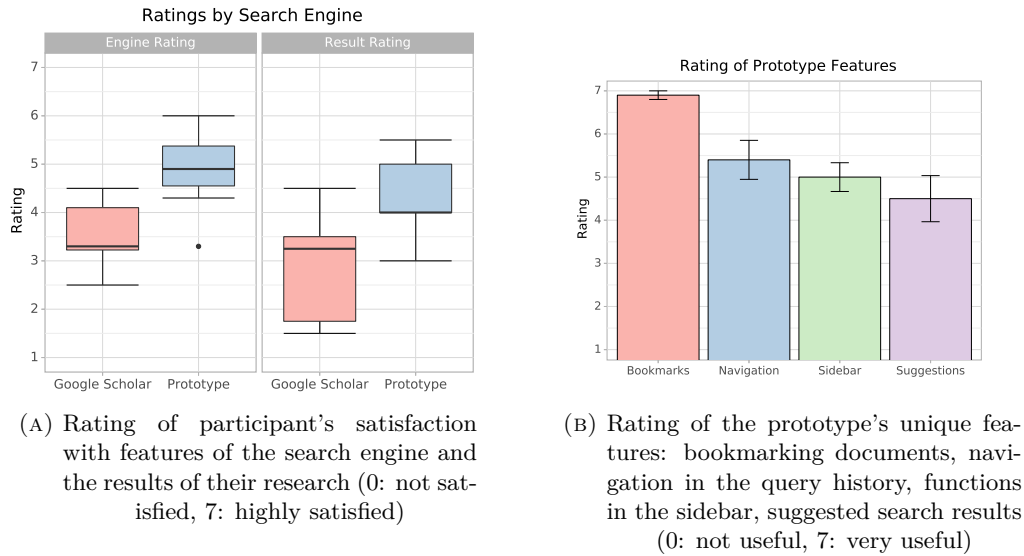 Ratings by Search Engine
Engine Rating
Result Rating
7
6
5
4
3
2
1
Rating
Google Scholar
Prototype
Google Scholar
Prototype
(A) Rating of participant's satisfaction
with features of the search engine and
the results of their research (0: not sat-
isfied, 7: highly satisfied)
Rating of Prototype Features
7
6
5
4
3
2
1
Rating
Bookmarks
Navigation
Sidebar
Suggestions
(B) Rating of the prototype's unique fea-
tures: bookmarking documents, navi-
gation in the query history, functions
in the sidebar, suggested search results
(0: not useful, 7: very useful)